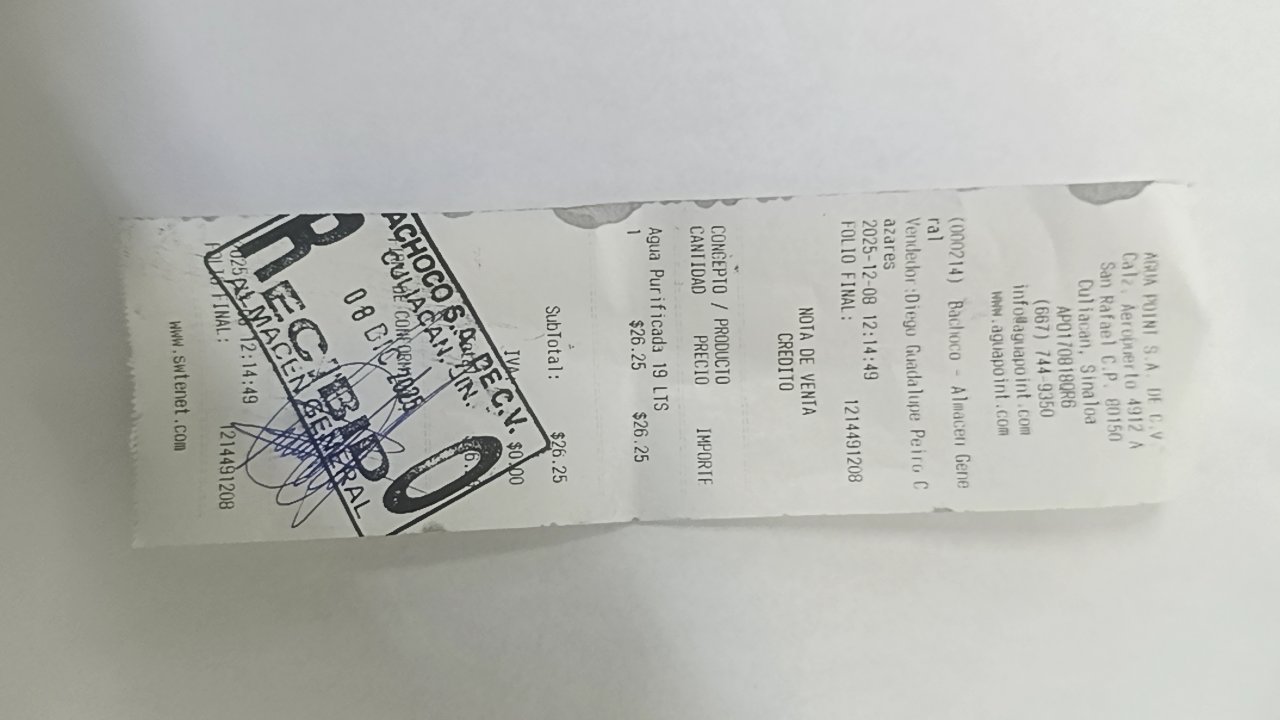 AGUA POINT S.A. DE C.V.
Calz. Aeropuerto 4912 A
San Rafael C.P. 80150
Culiacan, Sinaloa
APO170818QR6
(667) 744-9350
info@aguapoint.com
www.aguapoint.com
(000214) Bachoco - Almacen Gene
ral
Vendedor:Diego Guadalupe Peiro C
azares
2025-12-08 12:14:49
FOLIO FINAL: 1214491208
NOTA DE VENTA
CREDITO
CONCEPTO / PRODUCTO
CANTIDAD PRECIO IMPORTE
Agua Purificada 19 LTS
1 $26.25 $26.25
SubTotal: $26.25
IVA: $0.00
ACHOCO S.A. DE C.V.
CULIACAN, SIN.
08 DIC 2025
RECIBIDO
ALMACEN GENERAL
12:14:49
FINAL: 1214491208
www.swtenet.com